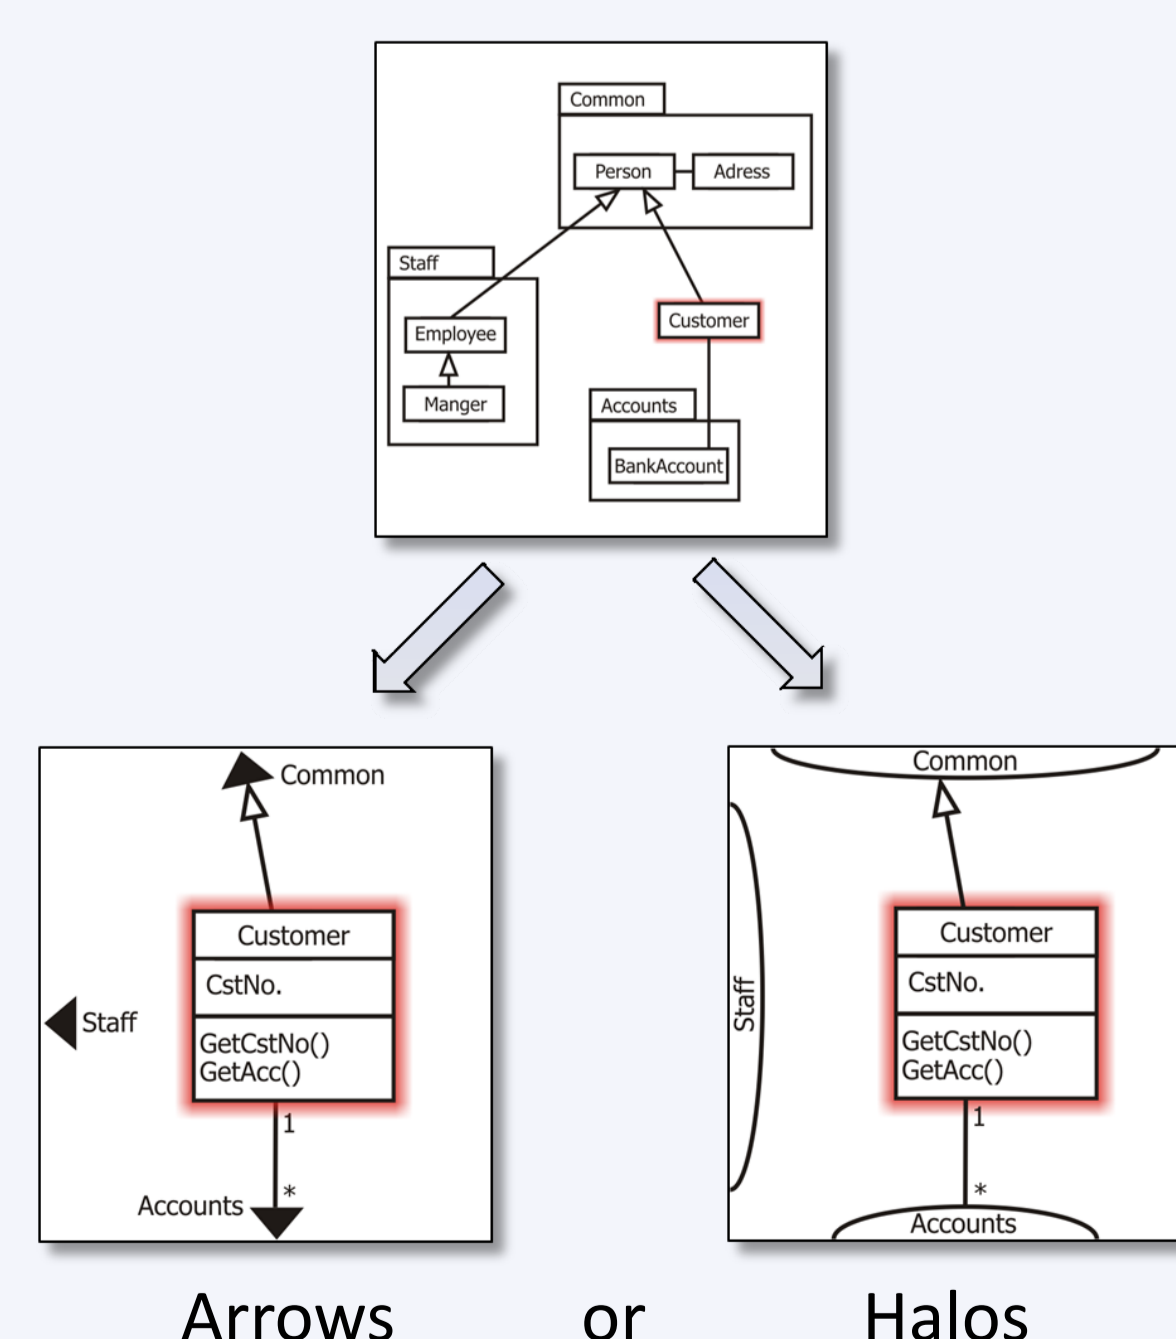 Common
Person
Adress
Staff
Employee
Manger
Customer
Accounts
BankAccount
Common
Customer
CstNo.
Staff
GetCstNo()
GetAcc()
1
*
Accounts
Common
Customer
CstNo.
Staff
GetCstNo()
GetAcc()
1
*
Accounts
Arrows or Halos